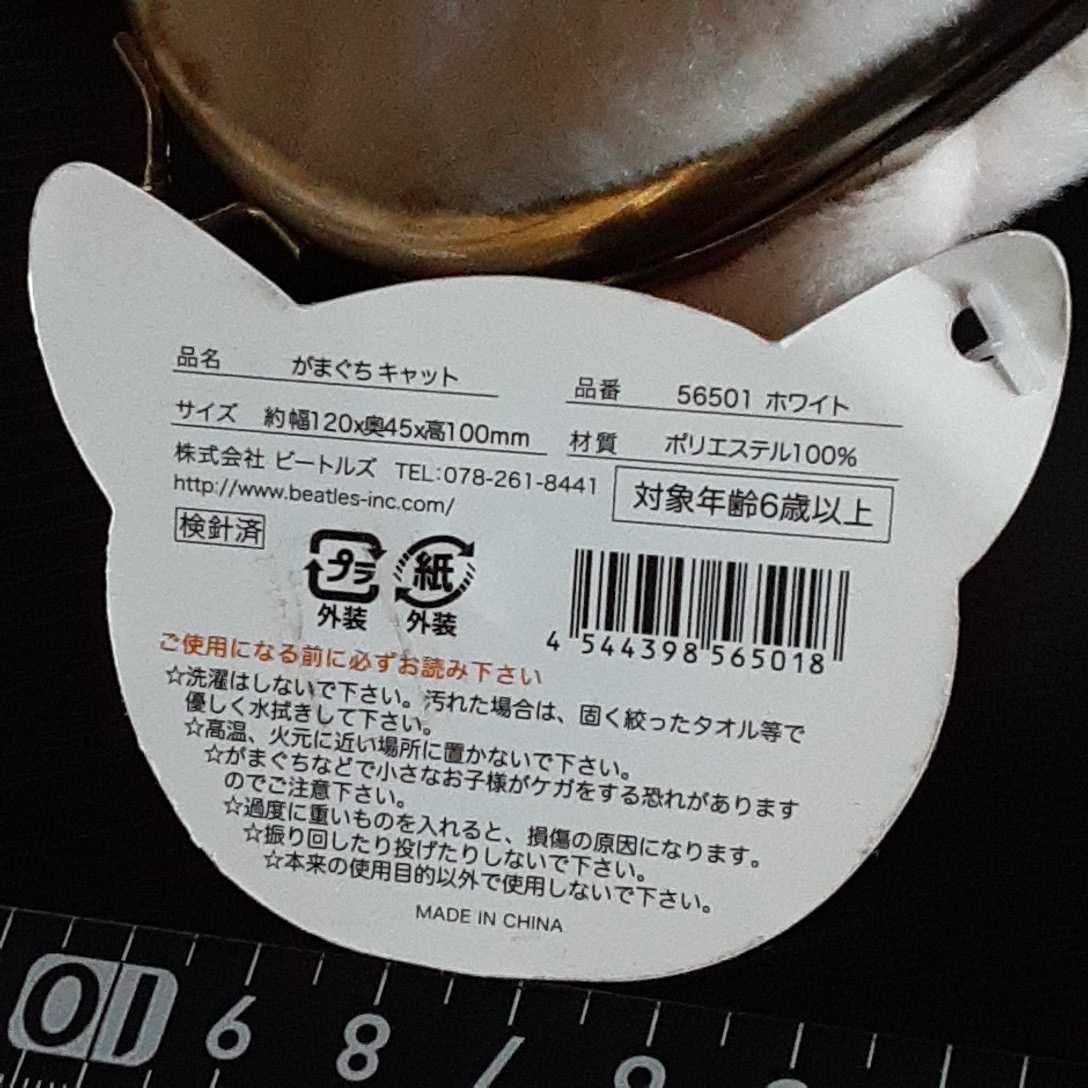 品名 がまぐち キャット
品番 56501 ホワイト
サイズ 約 幅120x奥45x高100mm
材質 ポリエステル100%
株式会社 ビートルズ TEL:078-261-8441
http://www.beatles-inc.com/
対象年齢6歳以上
検針済
プラ 紙
外装 外装
4 544398 565018
ご使用になる前に必ずお読み下さい
☆洗濯はしないで下さい。汚れた場合は、固く絞ったタオル等で
優しく水拭きして下さい。
☆高温、火元に近い場所に置かないで下さい。
☆がまぐちなどで小さなお子様がケガをする恐れがあります
のでご注意下さい。
☆過度に重いものを入れると、損傷の原因になります。
☆振り回したり投げたりしないで下さい。
☆本来の使用目的以外で使用しないで下さい。
MADE IN CHINA